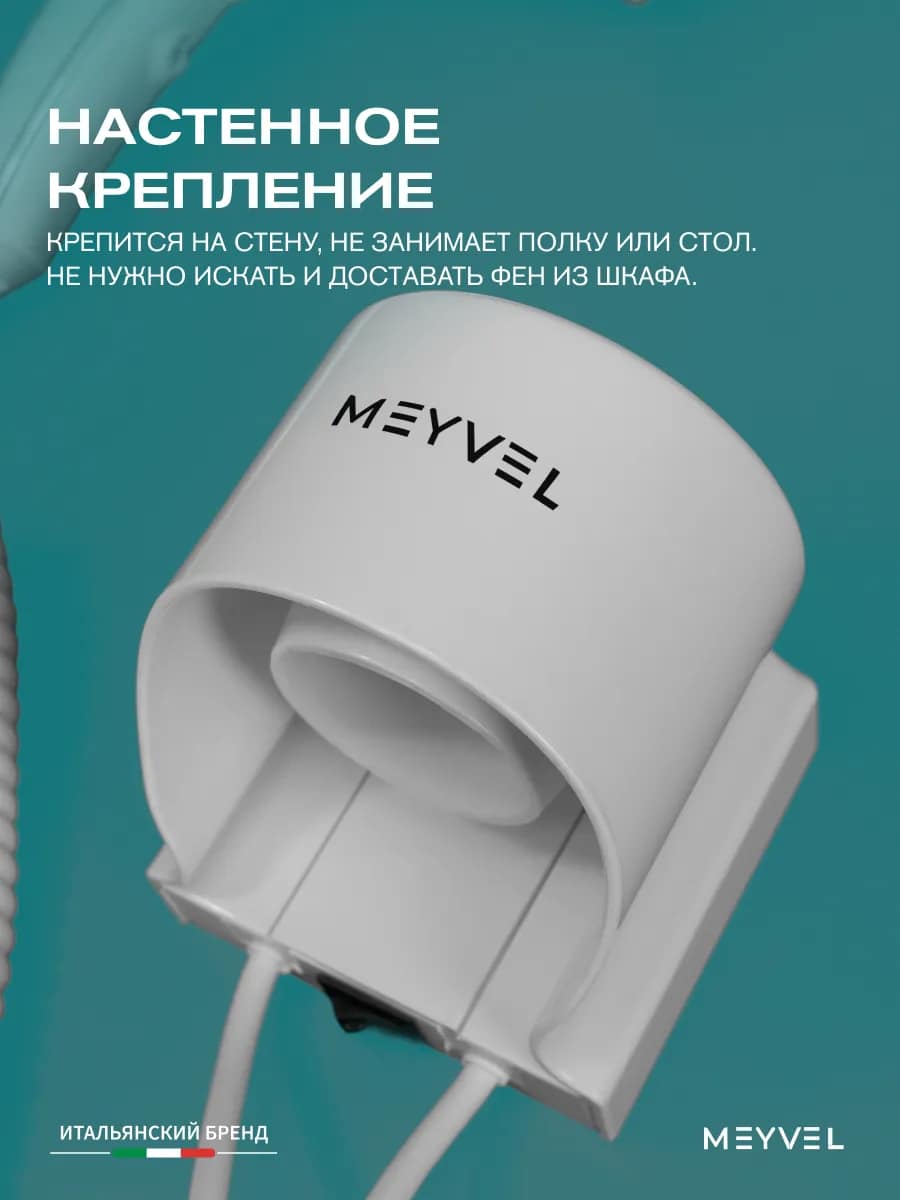 НАСТЕННОЕ
КРЕПЛЕНИЕ
КРЕПИТСЯ НА СТЕНУ, НЕ ЗАНИМАЕТ ПОЛКУ ИЛИ СТОЛ.
НЕ НУЖНО ИСКАТЬ И ДОСТАВАТЬ ФЕН ИЗ ШКАФА.
MEYVEL
ИТАЛЬЯНСКИЙ БРЕНД
MEYVEL